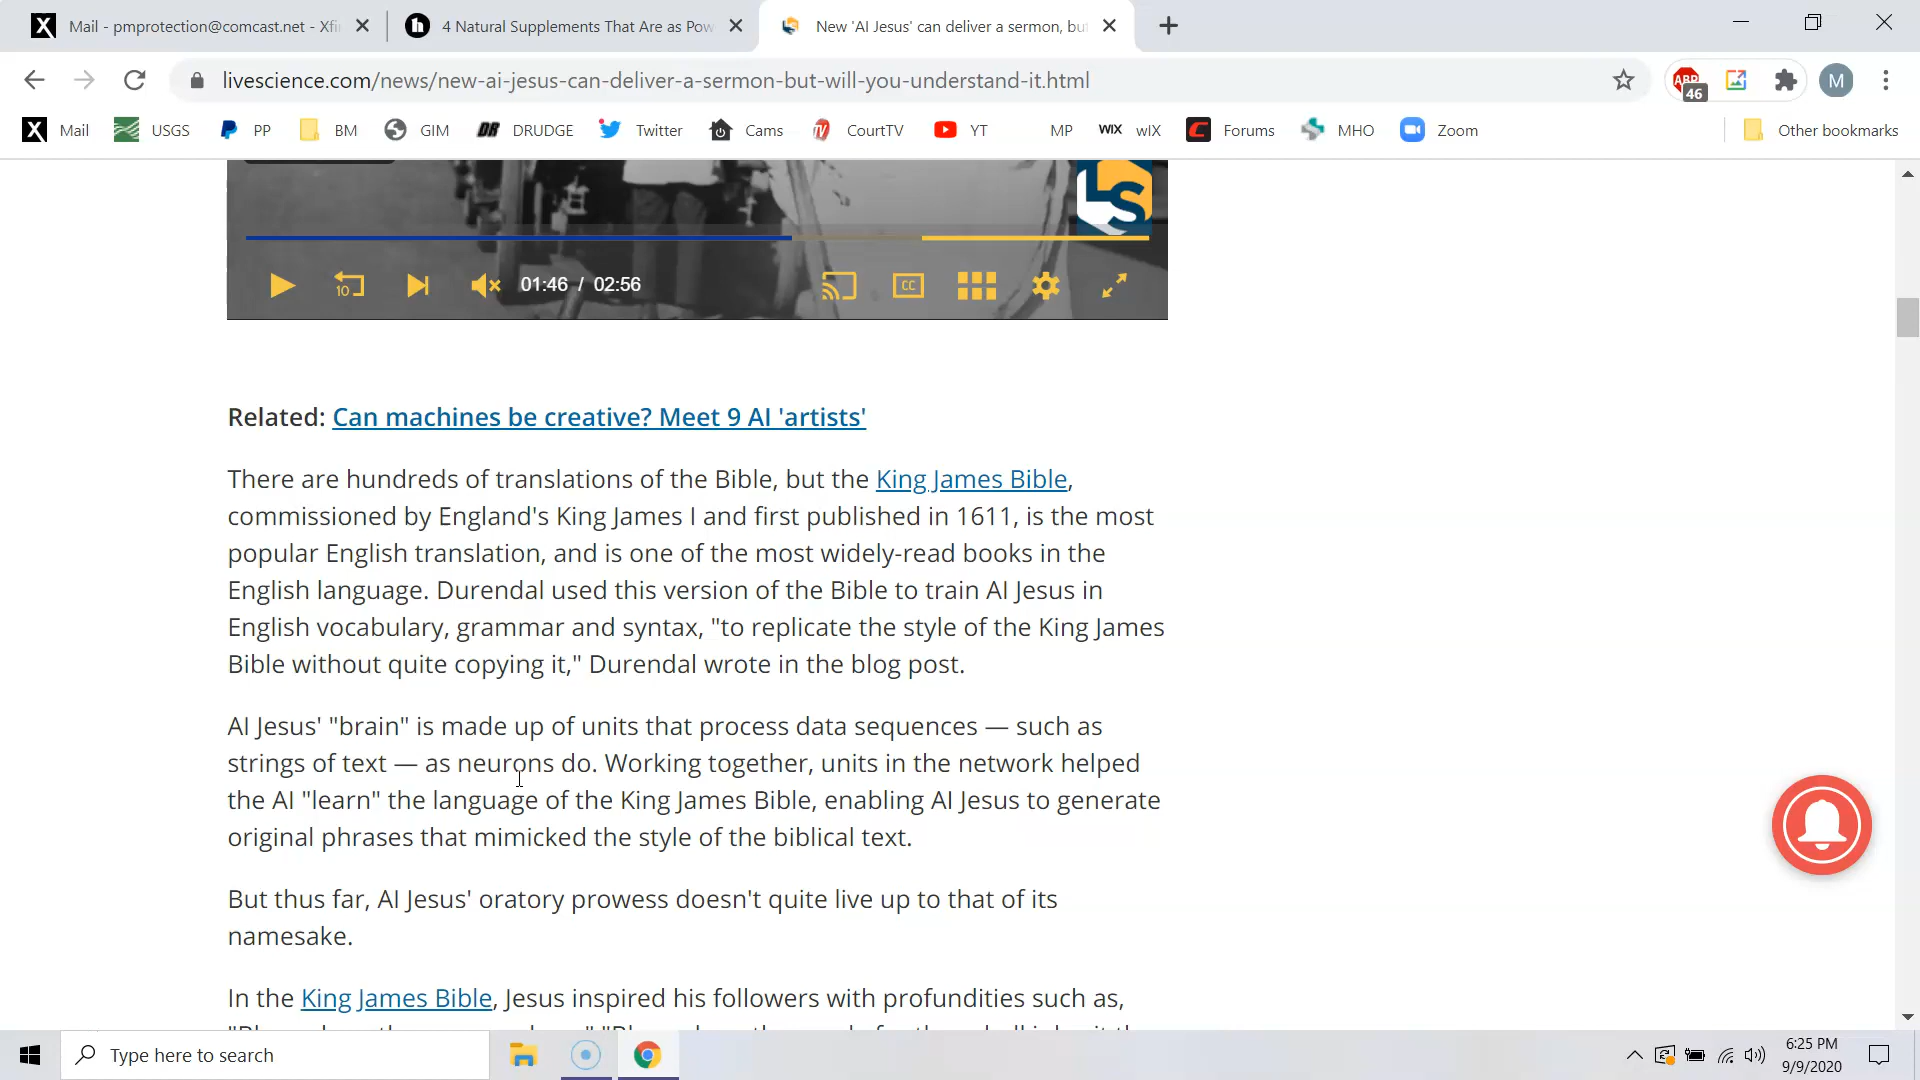 Mail - pmprotection@comcast.net - Xfi
4 Natural Supplements That Are as Pow
New 'AI Jesus' can deliver a sermon, bu
livescience.com/news/new-ai-jesus-can-deliver-a-sermon-but-will-you-understand-it.html
ABP
46
M
X Mail USGS PP BM GIM DR DRUDGE Twitter Cams CourtTV YT MP WIX wIX Forums MHO Zoom Other bookmarks
LS
10 01:46 / 02:56 CC
Related: Can machines be creative? Meet 9 AI 'artists'
There are hundreds of translations of the Bible, but the King James Bible,
commissioned by England's King James I and first published in 1611, is the most
popular English translation, and is one of the most widely-read books in the
English language. Durendal used this version of the Bible to train AI Jesus in
English vocabulary, grammar and syntax, "to replicate the style of the King James
Bible without quite copying it," Durendal wrote in the blog post.
AI Jesus' "brain" is made up of units that process data sequences — such as
strings of text — as neurons do. Working together, units in the network helped
the AI "learn" the language of the King James Bible, enabling AI Jesus to generate
original phrases that mimicked the style of the biblical text.
But thus far, AI Jesus' oratory prowess doesn't quite live up to that of its
namesake.
In the King James Bible, Jesus inspired his followers with profundities such as,
Type here to search
6:25 PM
9/9/2020